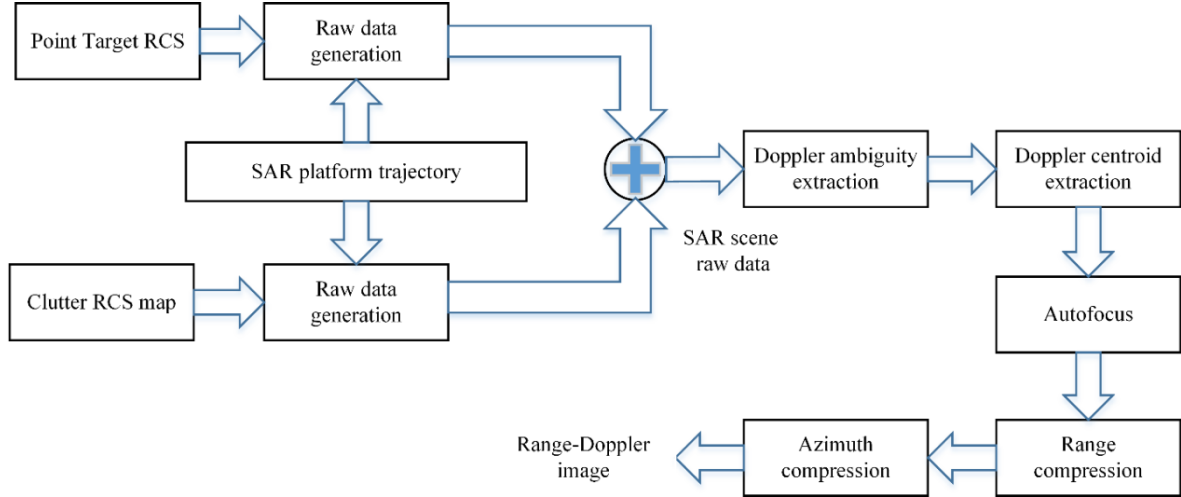 Point Target RCS
Raw data
generation
SAR platform trajectory
Clutter RCS map
Raw data
generation
SAR scene
raw data
Doppler ambiguity
extraction
Doppler centroid
extraction
Autofocus
Range
compression
Azimuth
compression
Range-Doppler
image